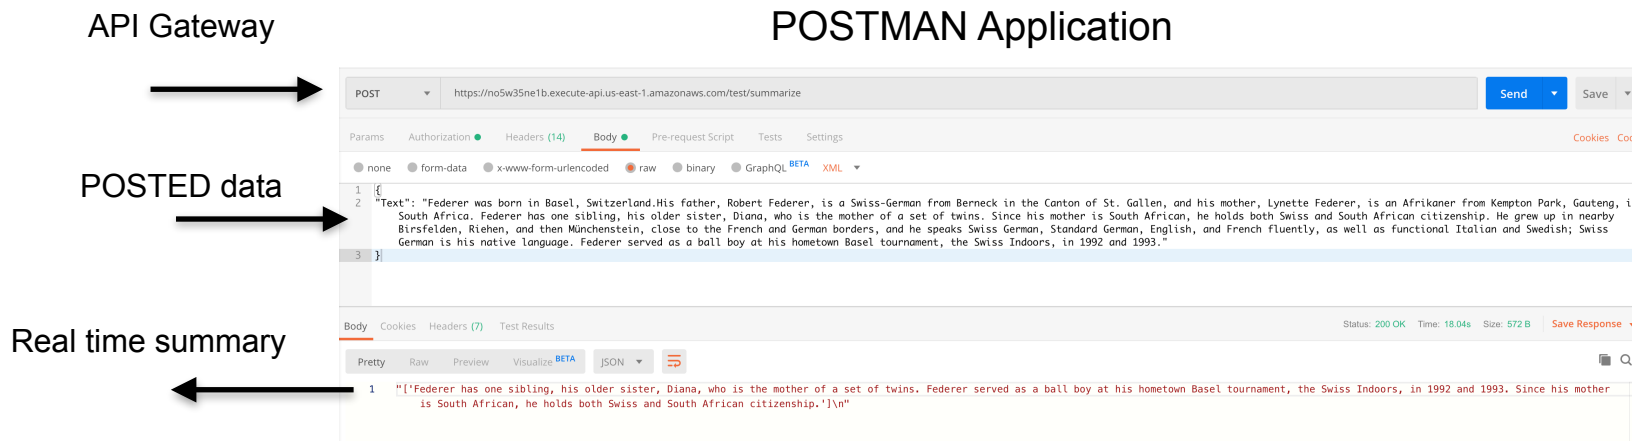 POSTMAN Application
API Gateway
POST https://no5w35ne1b.execute-api.us-east-1.amazonaws.com/test/summarize Send Save
Params Authorization Headers (14) Body Pre-request Script Tests Settings Cookies
none form-data x-www-form-urlencoded raw binary GraphQL BETA XML
POSTED data
1 {
2 "Text": "Federer was born in Basel, Switzerland.His father, Robert Federer, is a Swiss-German from Berneck in the Canton of St. Gallen, and his mother, Lynette Federer, is an Afrikaner from Kempton Park, Gauteng, i
South Africa. Federer has one sibling, his older sister, Diana, who is the mother of a set of twins. Since his mother is South African, he holds both Swiss and South African citizenship. He grew up in nearby
Birsfelden, Riehen, and then Münchenstein, close to the French and German borders, and he speaks Swiss German, Standard German, English, and French fluently, as well as functional Italian and Swedish; Swiss
German is his native language. Federer served as a ball boy at his hometown Basel tournament, the Swiss Indoors, in 1992 and 1993."
3 }
Body Cookies Headers (7) Test Results Status: 200 OK Time: 18.04s Size: 572 B Save Response
Real time summary
Pretty Raw Preview Visualize BETA JSON
1 "['Federer has one sibling, his older sister, Diana, who is the mother of a set of twins. Federer served as a ball boy at his hometown Basel tournament, the Swiss Indoors, in 1992 and 1993. Since his mother
is South African, he holds both Swiss and South African citizenship.']\n"